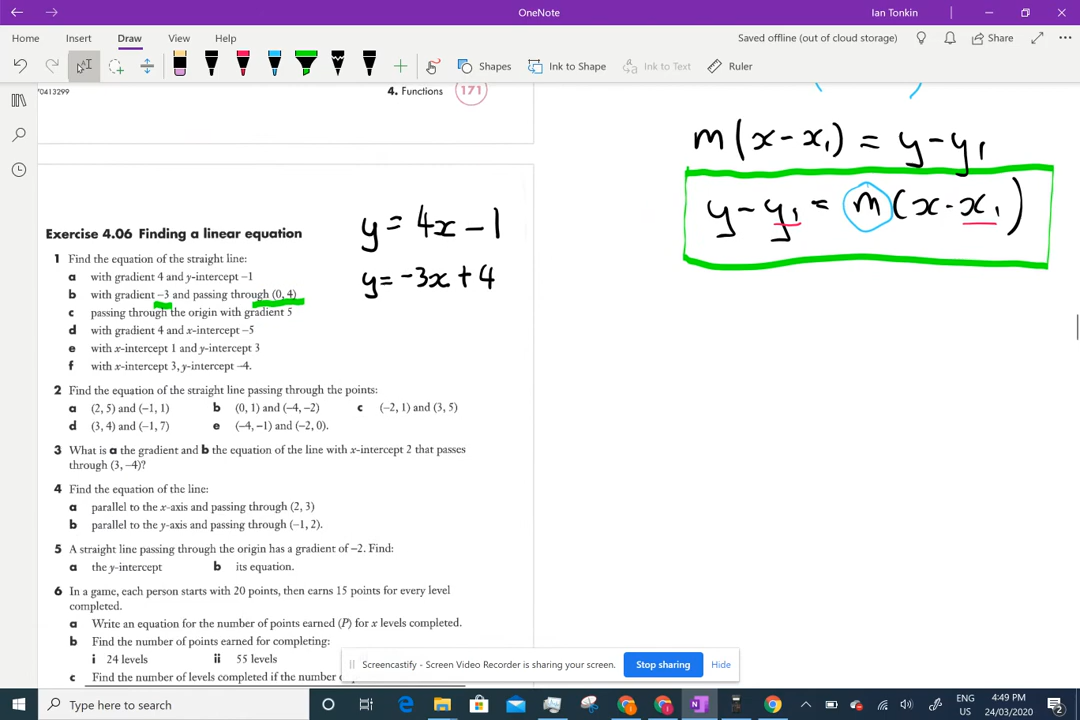 OneNote
Ian Tonkin
Home Insert Draw View Help
Saved offline (out of cloud storage)
Share
Shapes
Ink to Shape
Ink to Text
Ruler
70413299
4. Functions 171
m(x-x₁) = y-y₁
y-y₁ = m(x-x₁)
Exercise 4.06 Finding a linear equation
y = 4x - 1
y = -3x + 4
1 Find the equation of the straight line:
a with gradient 4 and y-intercept –1
b with gradient –3 and passing through (0, 4)
c passing through the origin with gradient 5
d with gradient 4 and x-intercept –5
e with x-intercept 1 and y-intercept 3
f with x-intercept 3, y-intercept –4.
2 Find the equation of the straight line passing through the points:
a (2, 5) and (–1, 1) b (0, 1) and (–4, –2) c (–2, 1) and (3, 5)
d (3, 4) and (–1, 7) e (–4, –1) and (–2, 0).
3 What is a the gradient and b the equation of the line with x-intercept 2 that passes
through (3, –4)?
4 Find the equation of the line:
a parallel to the x-axis and passing through (2, 3)
b parallel to the y-axis and passing through (–1, 2).
5 A straight line passing through the origin has a gradient of –2. Find:
a the y-intercept b its equation.
6 In a game, each person starts with 20 points, then earns 15 points for every level
completed.
a Write an equation for the number of points earned (P) for x levels completed.
b Find the number of points earned for completing:
i 24 levels ii 55 levels
c Find the number of levels completed if the number
Screencastify - Screen Video Recorder is sharing your screen.
Stop sharing
Hide
Type here to search
ENG
US
4:49 PM
24/03/2020
2